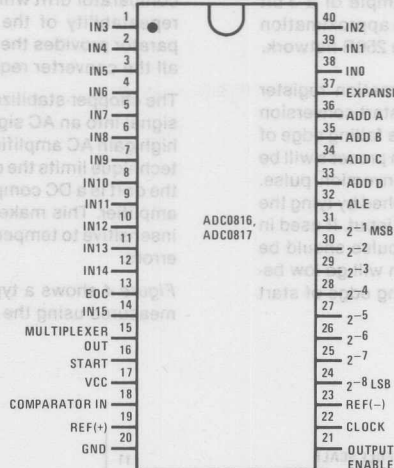 IN3 1
IN4 2
IN5 3
IN6 4
IN7 5
IN8 6
IN9 7
IN10 8
IN11 9
IN12 10
IN13 11
IN14 12
EOC 13
IN15 14
MULTIPLEXER OUT 15
START 16
VCC 17
COMPARATOR IN 18
REF(+) 19
GND 20
ADC0816,
ADC0817
40 IN2
39 IN1
38 IN0
37 EXPANS
36 ADD A
35 ADD B
34 ADD C
33 ADD D
32 ALE
31 2−1 MSB
30 2−2
29 2−3
28 2−4
27 2−5
26 2−6
25 2−7
24 2−8 LSB
23 REF(−)
22 CLOCK
21 OUTPUT
ENABLE